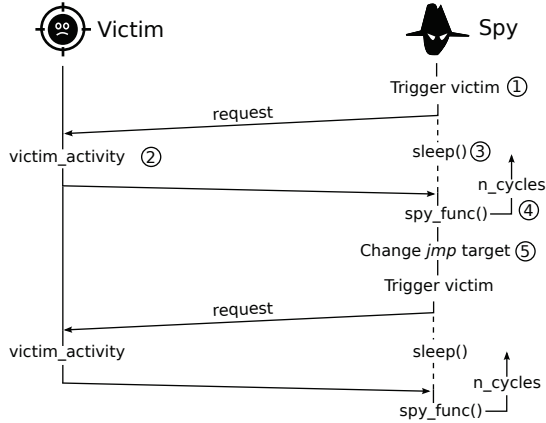 Victim
Spy
Trigger victim ①
request
victim_activity ②
sleep() ③
n_cycles
spy_func() ④
Change jmp target ⑤
Trigger victim
request
victim_activity
sleep()
n_cycles
spy_func()